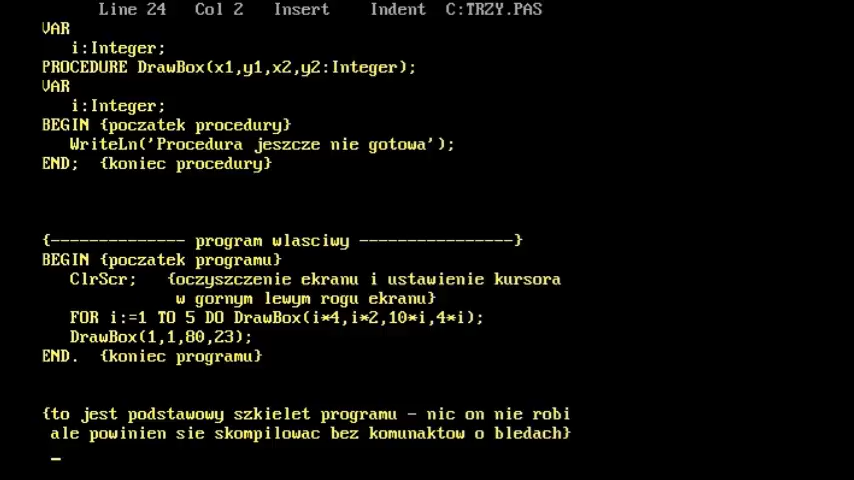 Line 24   Col 2   Insert    Indent  C:TRZY.PAS
VAR
   i:Integer;
PROCEDURE DrawBox(x1,y1,x2,y2:Integer);
VAR
   i:Integer;
BEGIN {poczatek procedury}
   WriteLn('Procedura jeszcze nie gotowa');
END;  {koniec procedury}
{-------------- program wlasciwy ----------------}
BEGIN {poczatek programu}
   ClrScr;   {oczyszczenie ekranu i ustawienie kursora
              w gornym lewym rogu ekranu}
   FOR i:=1 TO 5 DO DrawBox(i*4,i*2,10*i,4*i);
   DrawBox(1,1,80,23);
END.  {koniec programu}
{to jest podstawowy szkielet programu - nic on nie robi
 ale powinien sie skompilowac bez komunaktow o bledach}